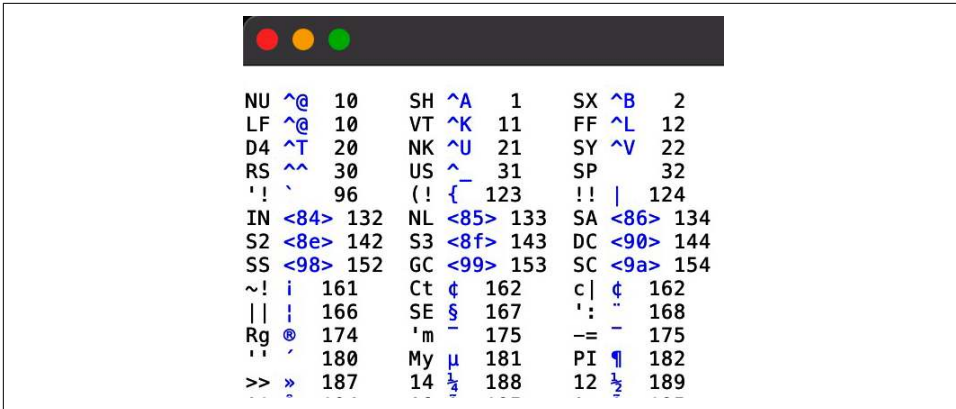 NU ^@ 10 SH ^A 1 SX ^B 2
LF ^@ 10 VT ^K 11 FF ^L 12
D4 ^T 20 NK ^U 21 SY ^V 22
RS ^^ 30 US ^_ 31 SP 32
'! ` 96 (! { 123 !! | 124
IN <84> 132 NL <85> 133 SA <86> 134
S2 <8e> 142 S3 <8f> 143 DC <90> 144
SS <98> 152 GC <99> 153 SC <9a> 154
~! ¡ 161 Ct ¢ 162 c| ¢ 162
|| ¦ 166 SE § 167 ': ¨ 168
Rg ® 174 'm ¯ 175 -= ¯ 175
'' ´ 180 My µ 181 PI ¶ 182
>> » 187 14 ¼ 188 12 ½ 189